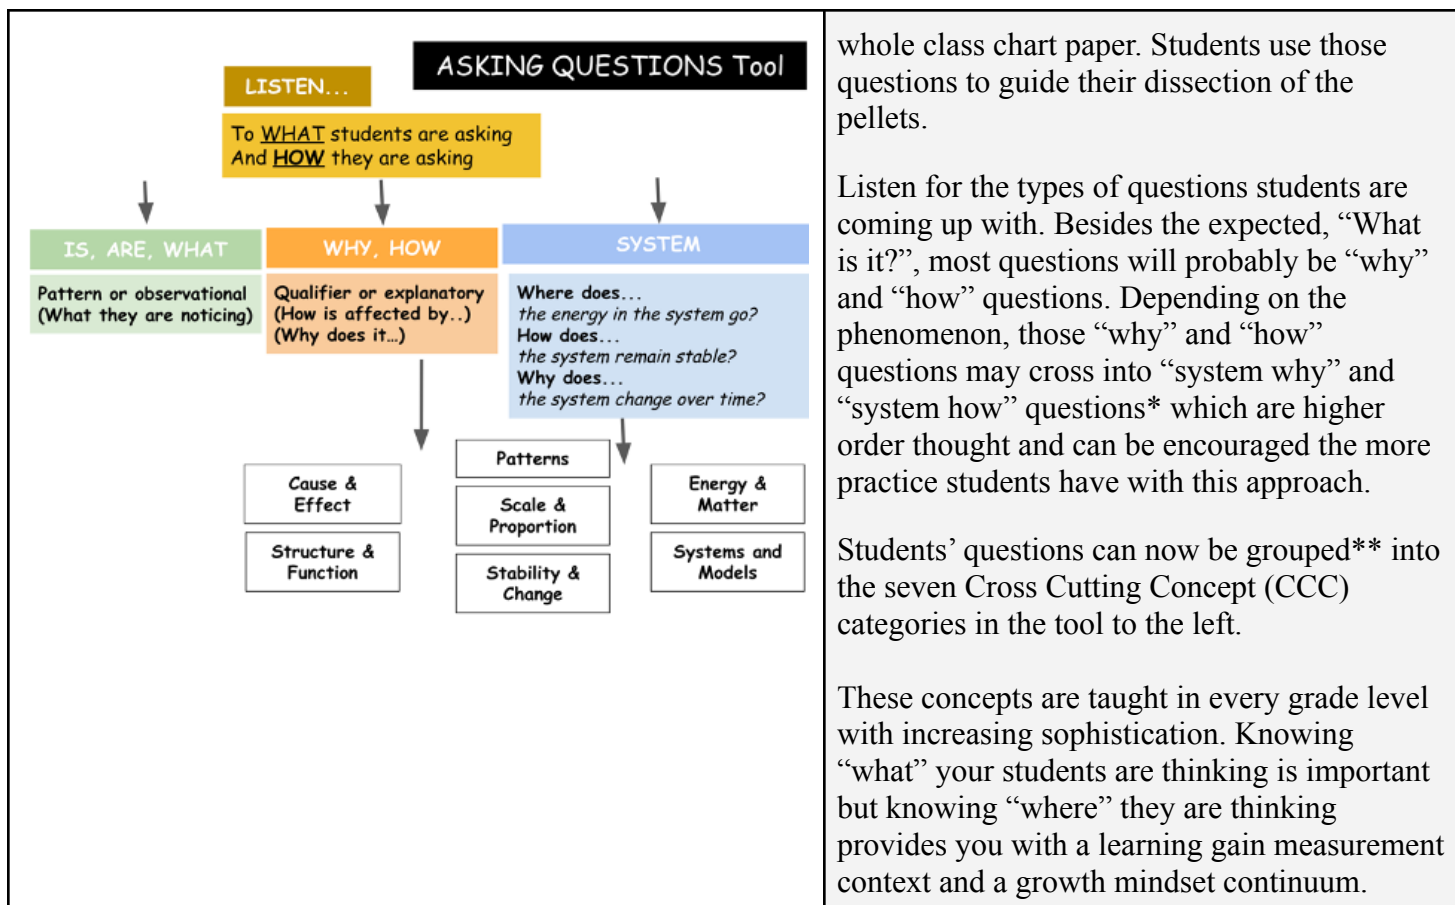 ASKING QUESTIONS Tool
LISTEN...
To WHAT students are asking
And HOW they are asking
IS, ARE, WHAT
Pattern or observational
(What they are noticing)
WHY, HOW
Qualifier or explanatory
(How is affected by..)
(Why does it...)
SYSTEM
Where does...
the energy in the system go?
How does...
the system remain stable?
Why does...
the system change over time?
Cause &
Effect
Structure &
Function
Patterns
Scale &
Proportion
Stability &
Change
Energy &
Matter
Systems and
Models
whole class chart paper. Students use those
questions to guide their dissection of the
pellets.
Listen for the types of questions students are
coming up with. Besides the expected, “What
is it?”, most questions will probably be “why”
and “how” questions. Depending on the
phenomenon, those “why” and “how”
questions may cross into “system why” and
“system how” questions* which are higher
order thought and can be encouraged the more
practice students have with this approach.
Students’ questions can now be grouped** into
the seven Cross Cutting Concept (CCC)
categories in the tool to the left.
These concepts are taught in every grade level
with increasing sophistication. Knowing
“what” your students are thinking is important
but knowing “where” they are thinking
provides you with a learning gain measurement
context and a growth mindset continuum.